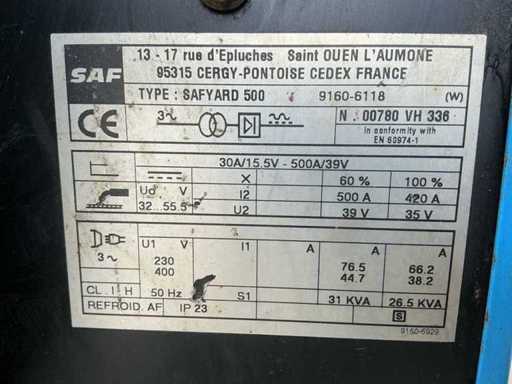 SAF
13 - 17 rue d'Epluches Saint OUEN L'AUMONE
95315 CERGY-PONTOISE CEDEX FRANCE
TYPE : SAFYARD 500 9160-6118 (W)
CE
3~
N : 00780 VH 336
in conformity with
EN 60974-1
30A/15.5V - 500A/39V
X 60 % 100 %
Uo V I2 500 A 420 A
32...55.5 U2 39 V 35 V
3~
U1 V I1 A A A
230 76.5 66.2
400 44.7 38.2
CL . I . H 50 Hz S1 31 KVA 26.5 KVA
REFROID. AF IP 23 S
9160-6929